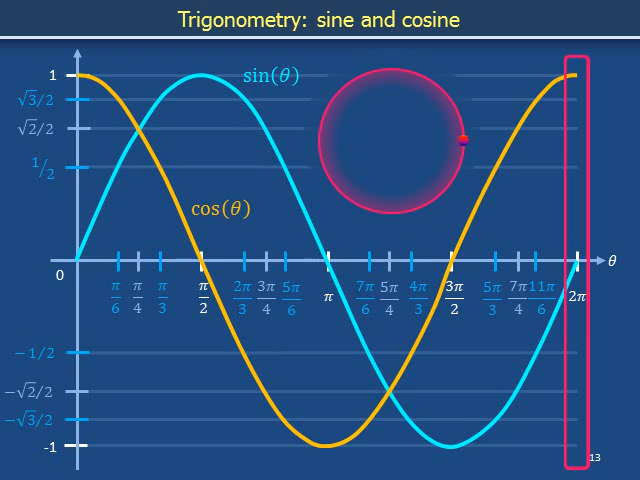 Trigonometry: sine and cosine
1
sin(θ)
√3/2
√2/2
1/2
cos(θ)
0
θ
π/6 π/4 π/3 π/2 2π/3 3π/4 5π/6 π 7π/6 5π/4 4π/3 3π/2 5π/3 7π/4 11π/6 2π
−1/2
−√2/2
−√3/2
-1
13